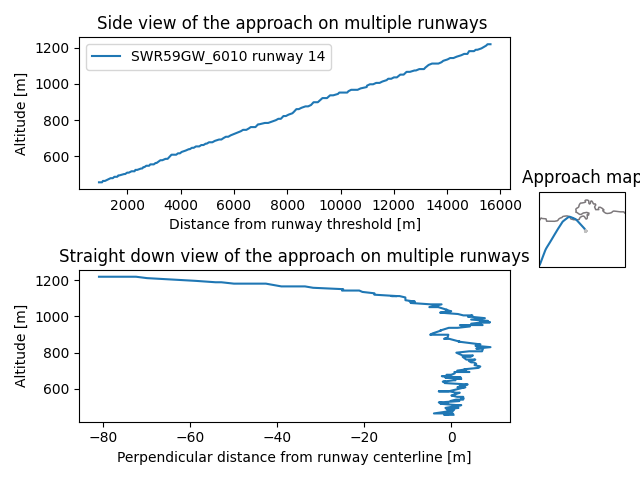 Side view of the approach on multiple runways
1200
1000
800
600
Altitude [m]
SWR59GW_6010 runway 14
2000 4000 6000 8000 10000 12000 14000 16000
Distance from runway threshold [m]
Approach map
Straight down view of the approach on multiple runways
1200
1000
800
600
Altitude [m]
−80 −60 −40 −20 0
Perpendicular distance from runway centerline [m]